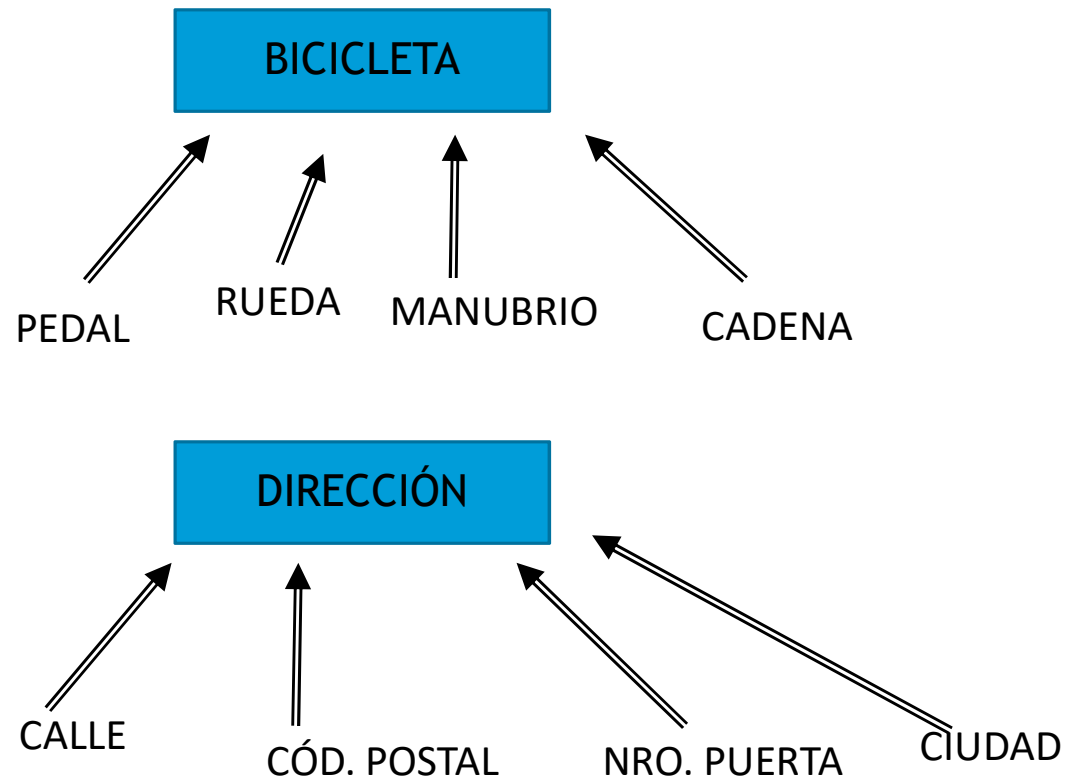 BICICLETA
PEDAL
RUEDA
MANUBRIO
CADENA
DIRECCIÓN
CALLE
CÓD. POSTAL
NRO. PUERTA
CIUDAD